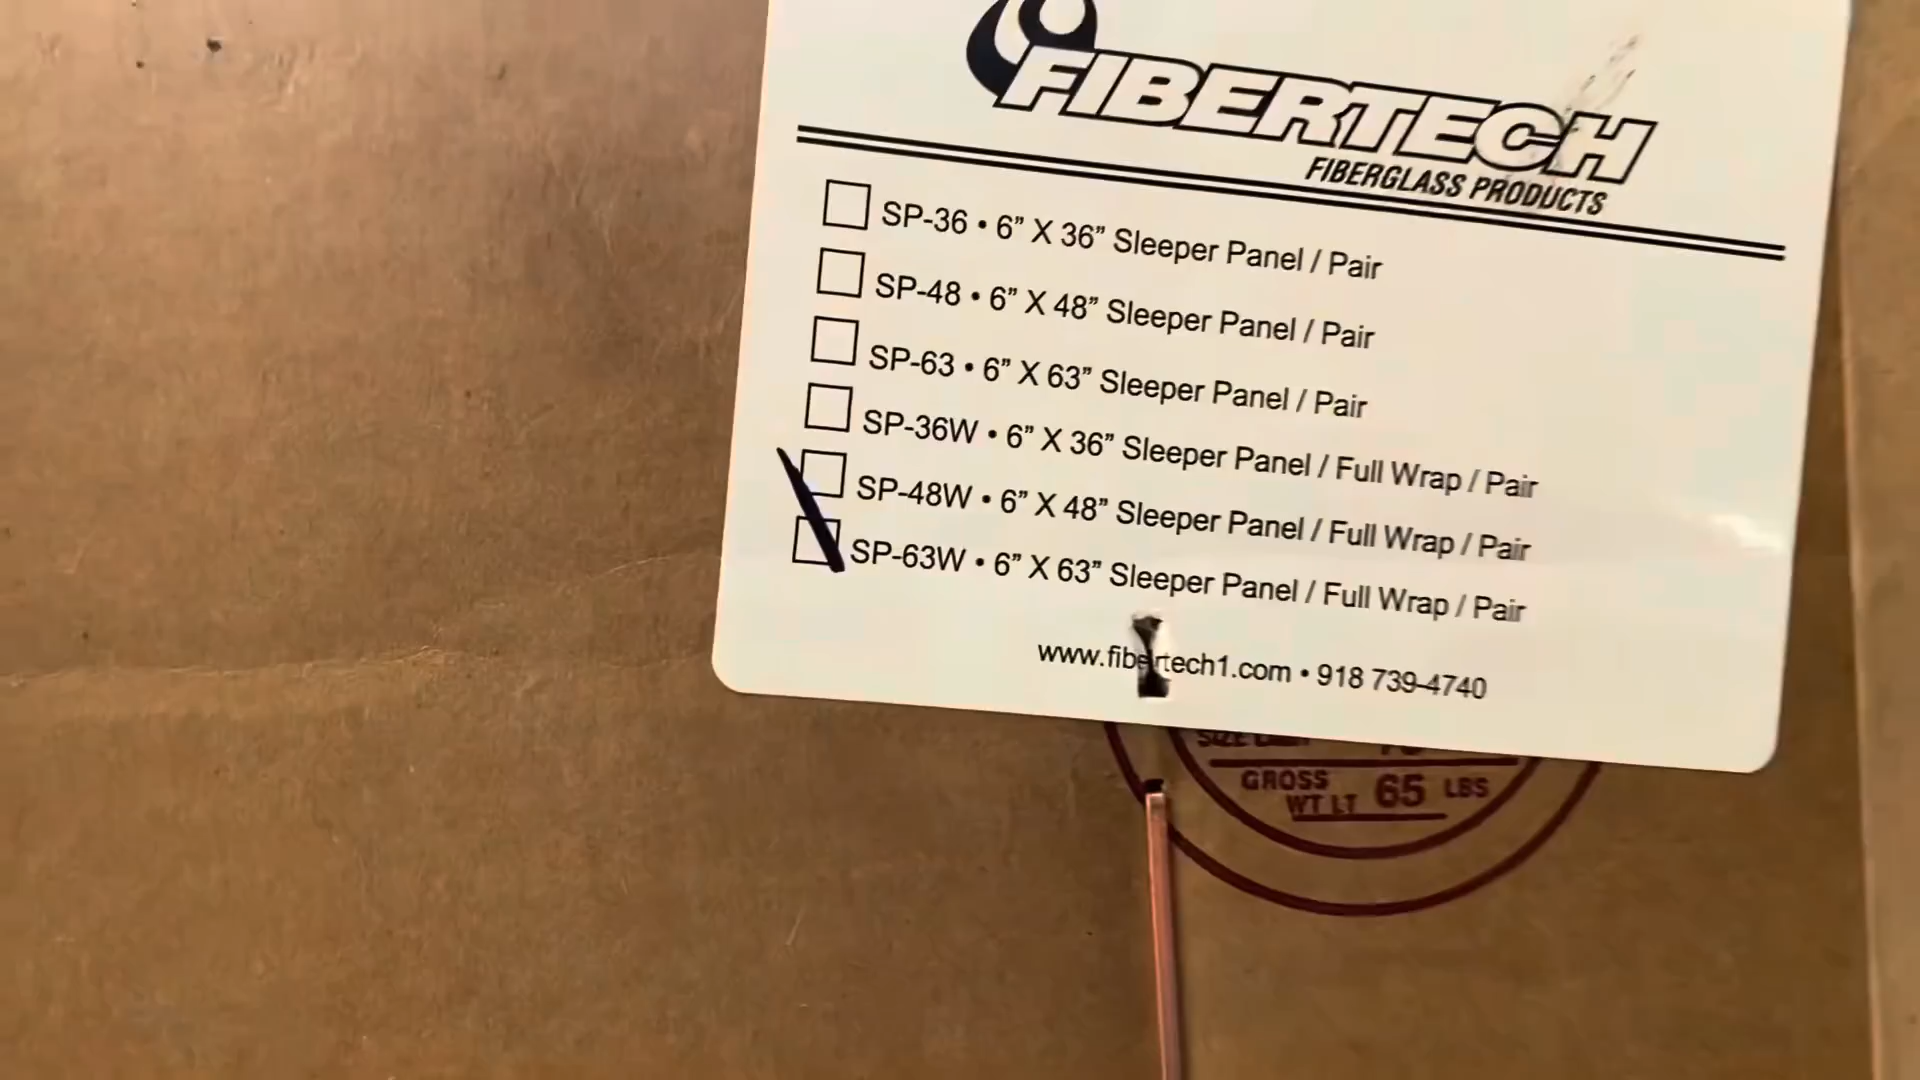 FIBERTECH
FIBERGLASS PRODUCTS
SP-36 • 6” X 36” Sleeper Panel / Pair
SP-48 • 6” X 48” Sleeper Panel / Pair
SP-63 • 6” X 63” Sleeper Panel / Pair
SP-36W • 6” X 36” Sleeper Panel / Full Wrap / Pair
SP-48W • 6” X 48” Sleeper Panel / Full Wrap / Pair
SP-63W • 6” X 63” Sleeper Panel / Full Wrap / Pair
www.fibertech1.com • 918 739-4740
GROSS
WT LT 65 LBS